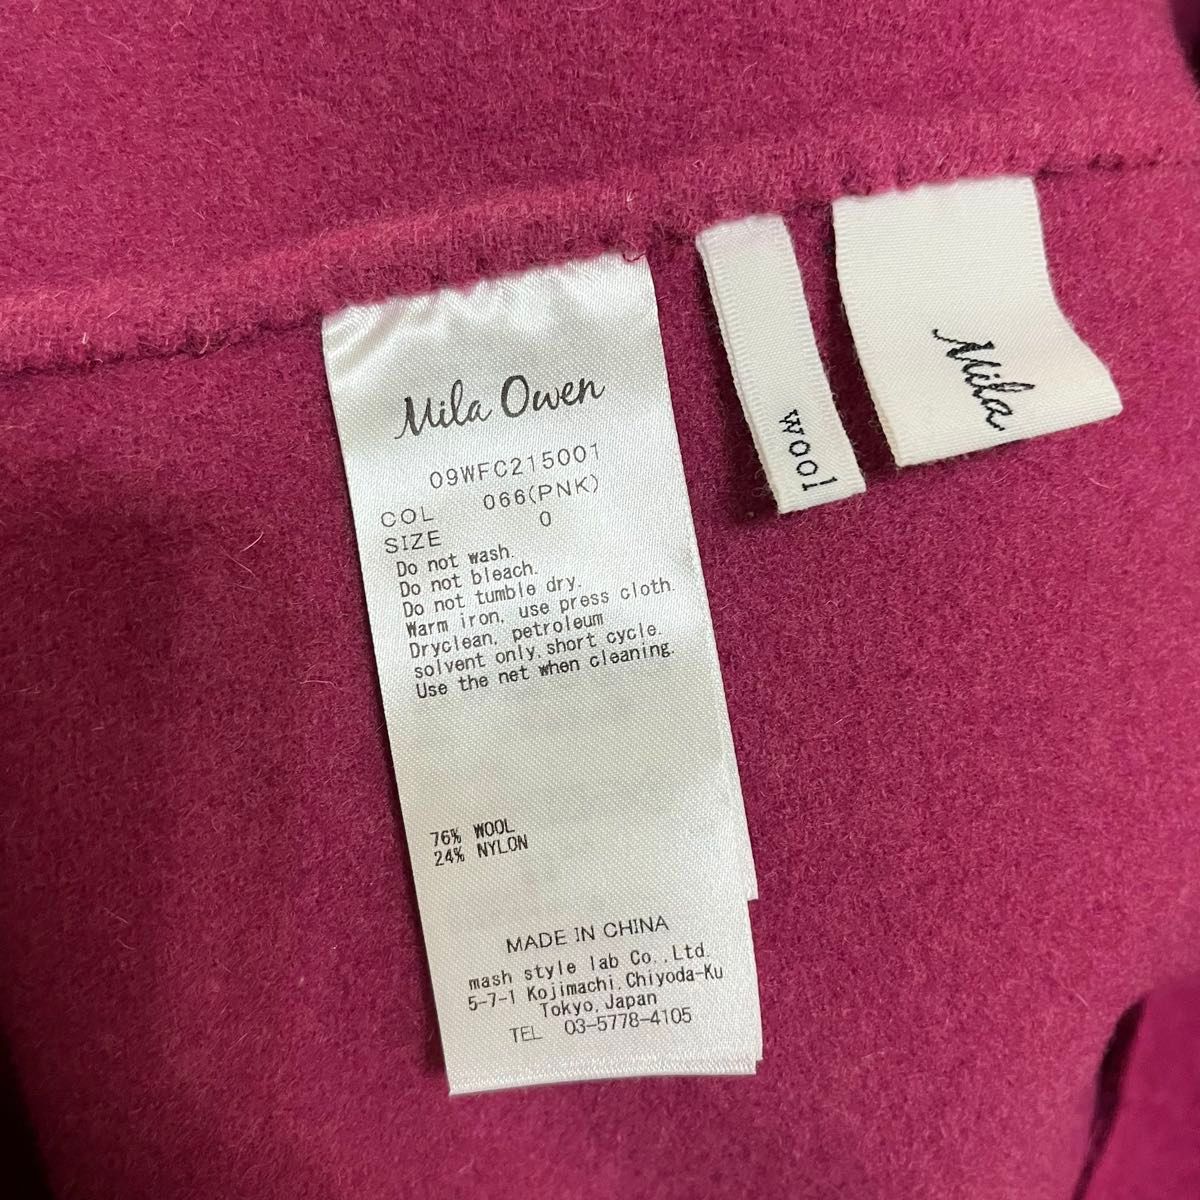 Mila Owen
09WFC215001
COL 066(PNK)
SIZE 0
Do not wash.
Do not bleach.
Do not tumble dry.
Warm iron, use press cloth.
Dryclean, petroleum
solvent only,short cycle.
Use the net when cleaning.
76% WOOL
24% NYLON
MADE IN CHINA
mash style lab Co.,Ltd.
5-7-1 Kojimachi,Chiyoda-Ku
Tokyo,Japan
TEL 03-5778-4105
wool
Mila